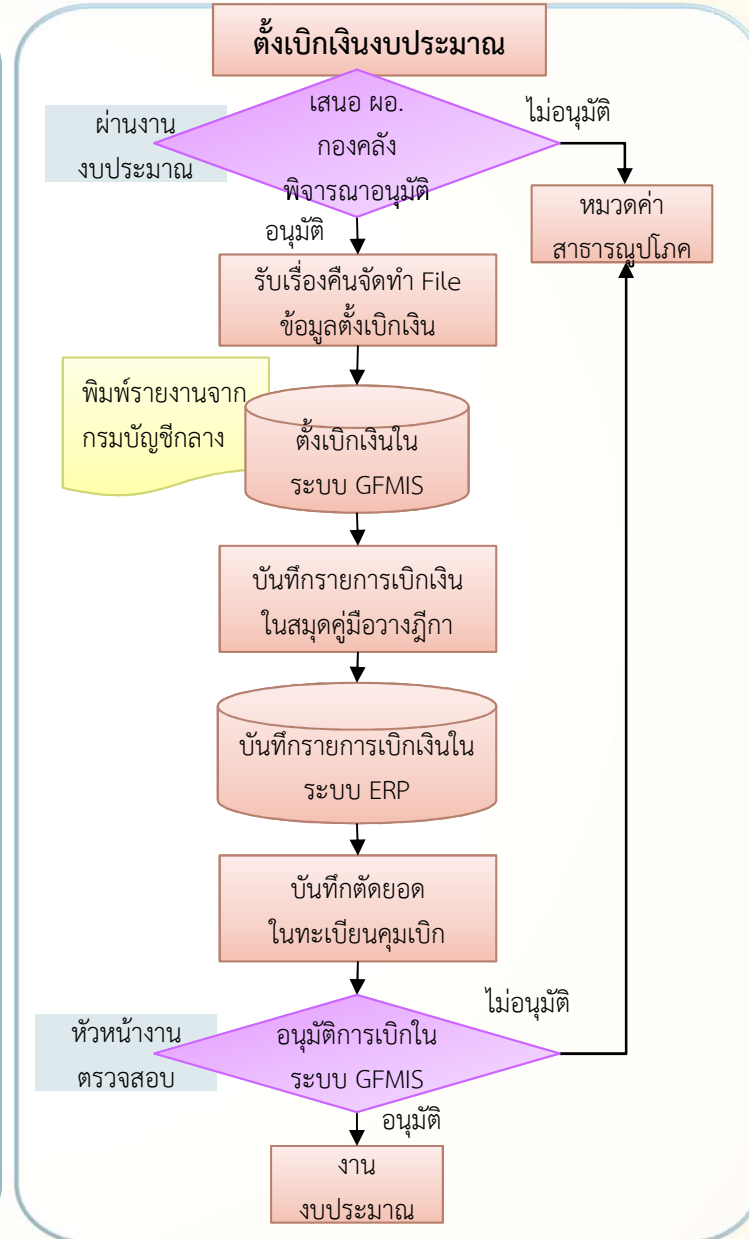 ตั้งเบิกเงินงบประมาณ
เสนอ ผอ.
กองคลัง
พิจารณาอนุมัติ
ผ่านงาน
งบประมาณ
ไม่อนุมัติ
หมวดค่า
สาธารณูปโภค
อนุมัติ
รับเรื่องคืนจัดทำ File
ข้อมูลตั้งเบิกเงิน
พิมพ์รายงานจาก
กรมบัญชีกลาง
ตั้งเบิกเงินใน
ระบบ GFMIS
บันทึกรายการเบิกเงิน
ในสมุดคู่มือวางฎีกา
บันทึกรายการเบิกเงินใน
ระบบ ERP
บันทึกตัดยอด
ในทะเบียนคุมเบิก
หัวหน้างาน
ตรวจสอบ
อนุมัติการเบิกใน
ระบบ GFMIS
ไม่อนุมัติ
อนุมัติ
งาน
งบประมาณ